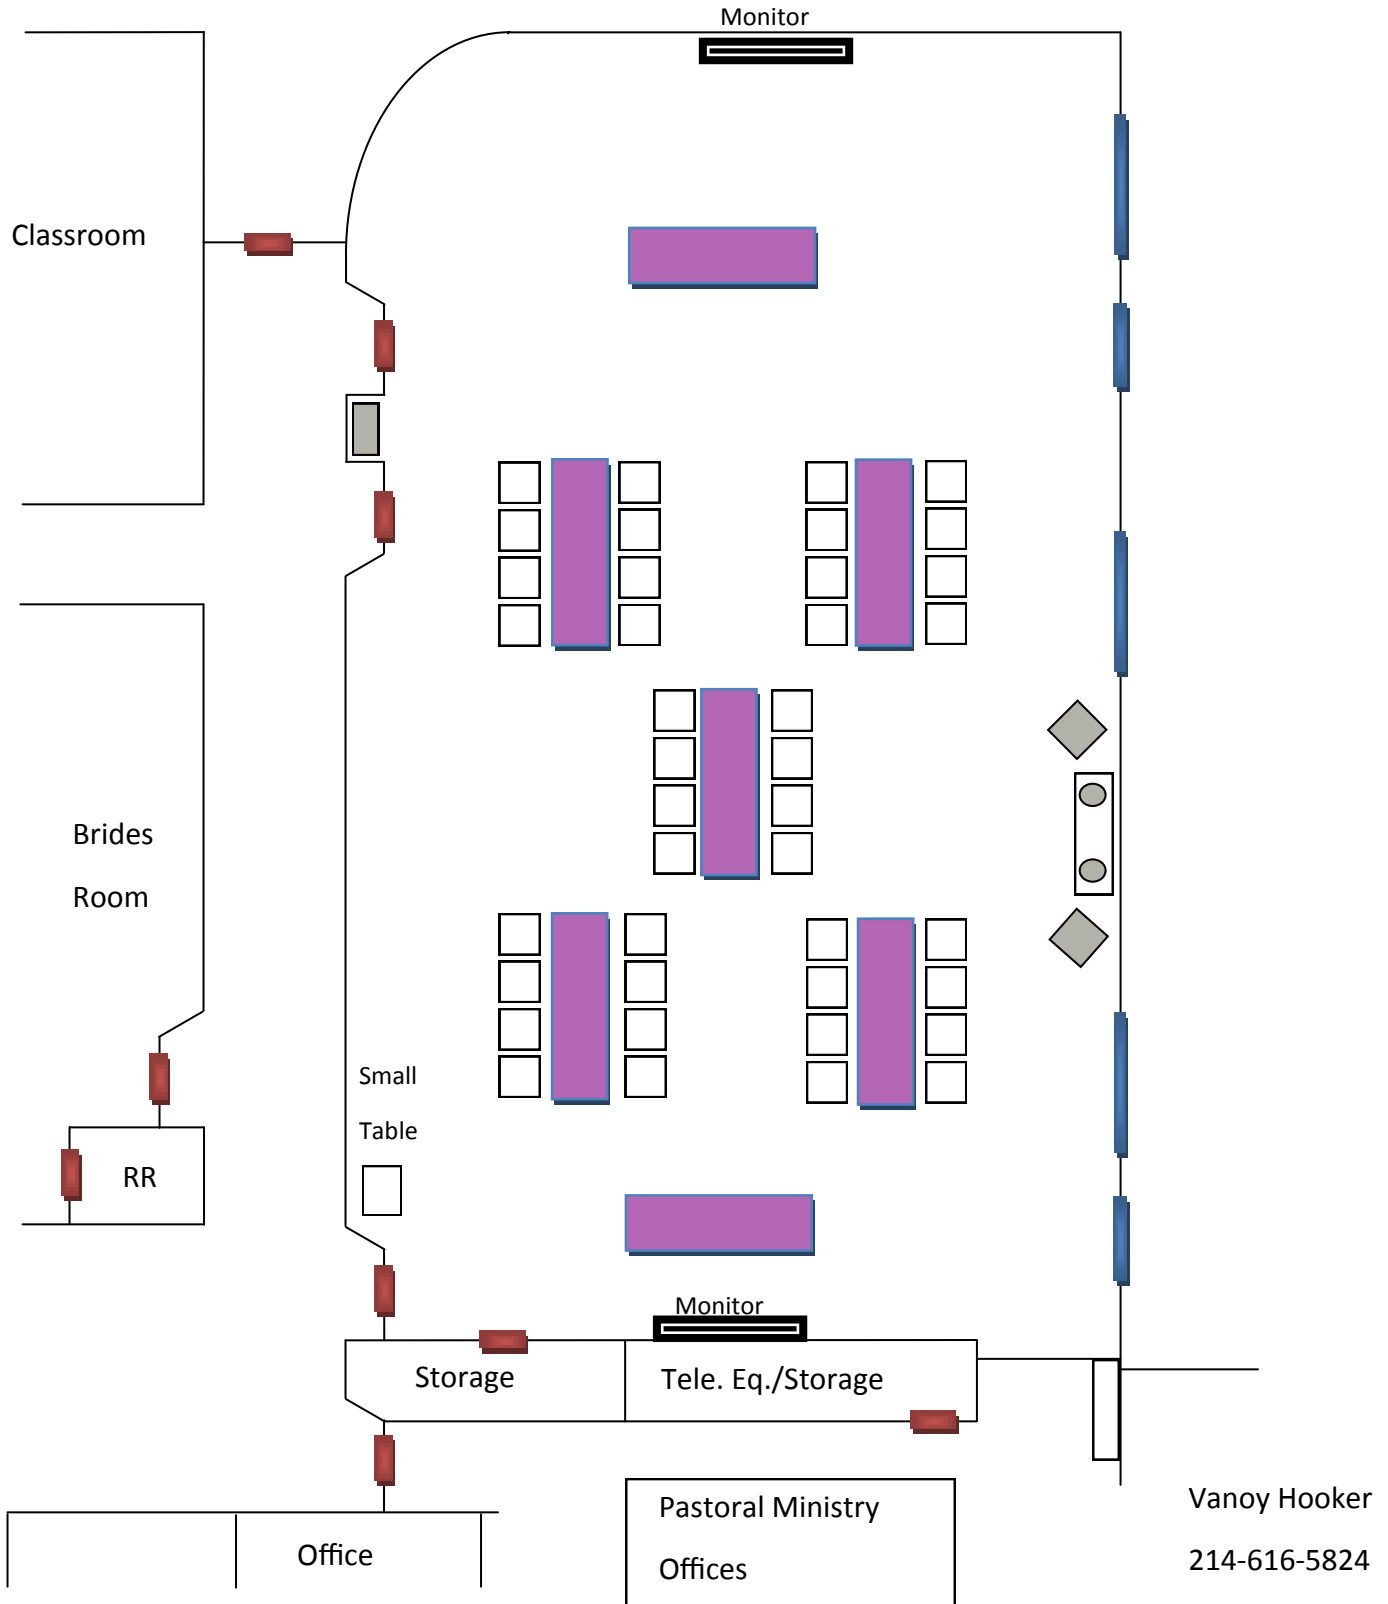 Monitor
Classroom
Brides
Room
Small
Table
RR
Monitor
Storage
Tele. Eq./Storage
Pastoral Ministry
Offices
Office
Vanoy Hooker
214-616-5824